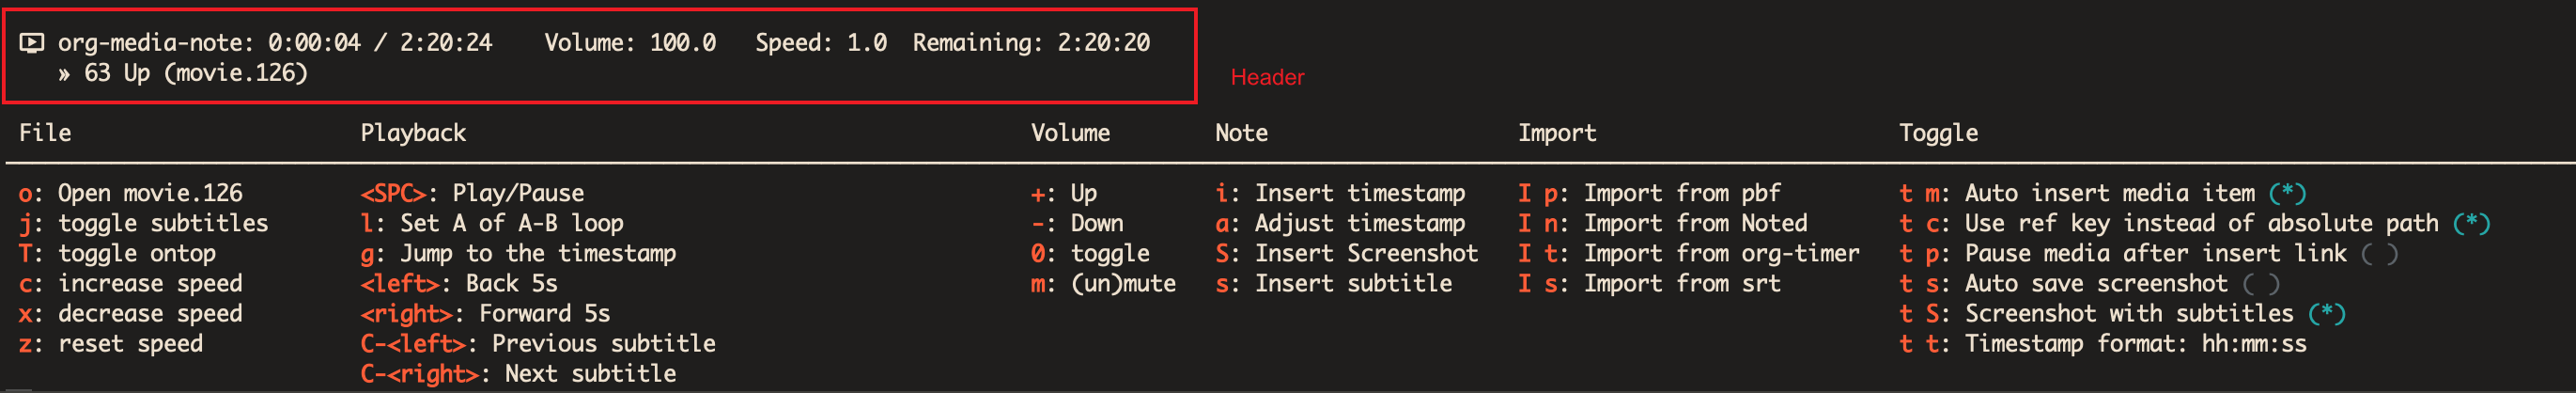 org-media-note: 0:00:04 / 2:20:24    Volume: 100.0   Speed: 1.0  Remaining: 2:20:20
» 63 Up (movie.126)
Header
File Playback Volume Note Import Toggle
o: Open movie.126 <SPC>: Play/Pause +: Up i: Insert timestamp I p: Import from pbf t m: Auto insert media item (*)
j: toggle subtitles l: Set A of A-B loop -: Down a: Adjust timestamp I n: Import from Noted t c: Use ref key instead of absolute path (*)
T: toggle ontop g: Jump to the timestamp 0: toggle S: Insert Screenshot I t: Import from org-timer t p: Pause media after insert link ( )
c: increase speed <left>: Back 5s m: (un)mute s: Insert subtitle I s: Import from srt t s: Auto save screenshot ( )
x: decrease speed <right>: Forward 5s t S: Screenshot with subtitles (*)
z: reset speed C-<left>: Previous subtitle t t: Timestamp format: hh:mm:ss
C-<right>: Next subtitle